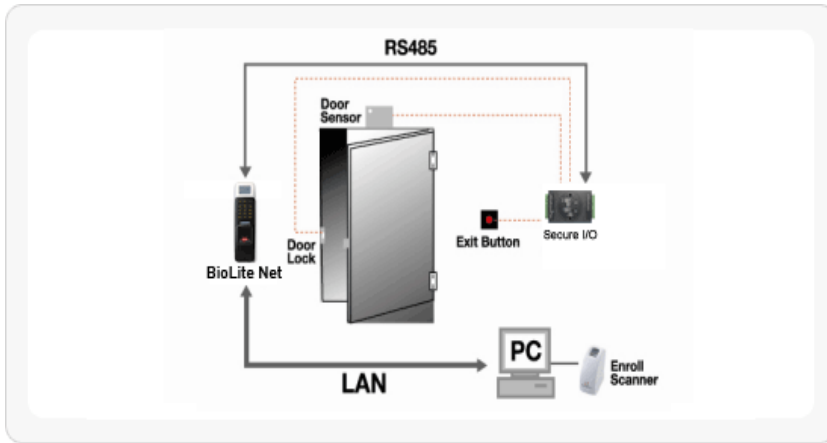 RS485
Door
Sensor
Door
Lock
Exit Button
Secure I/O
BioLite Net
PC
LAN
Enroll
Scanner